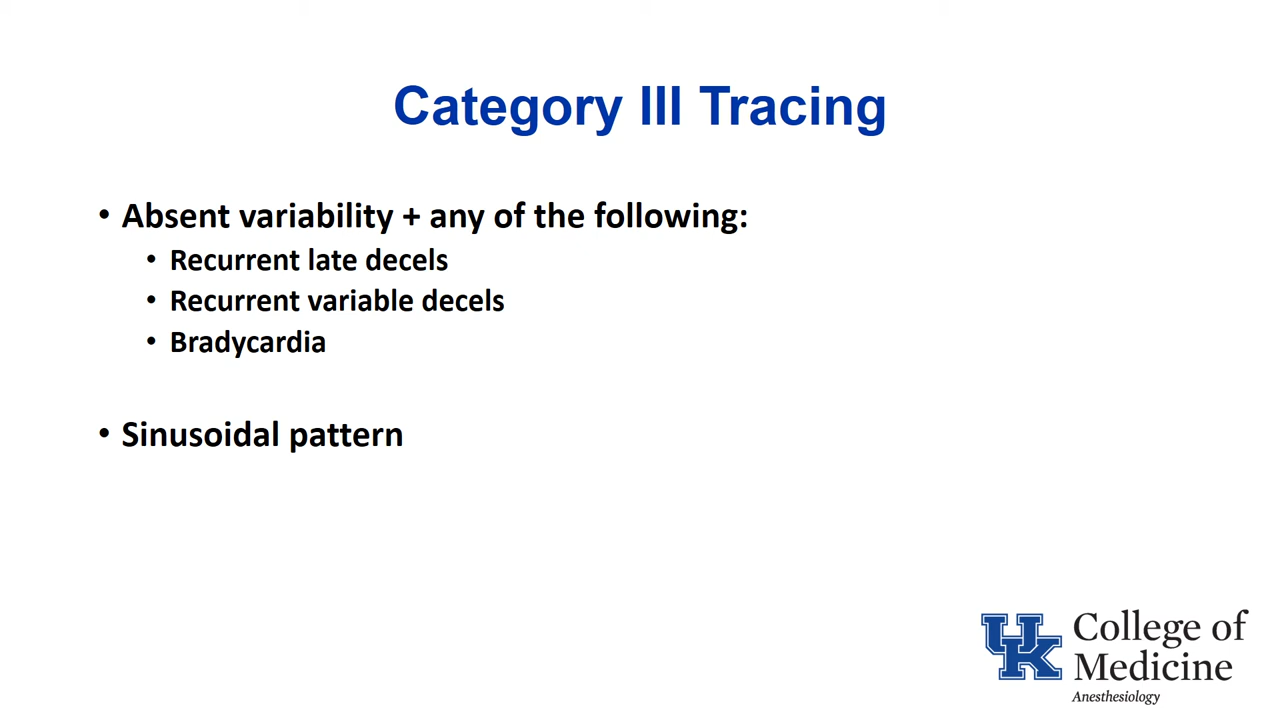 Category III Tracing
• Absent variability + any of the following:
• Recurrent late decels
• Recurrent variable decels
• Bradycardia
• Sinusoidal pattern
UK College of
Medicine
Anesthesiology